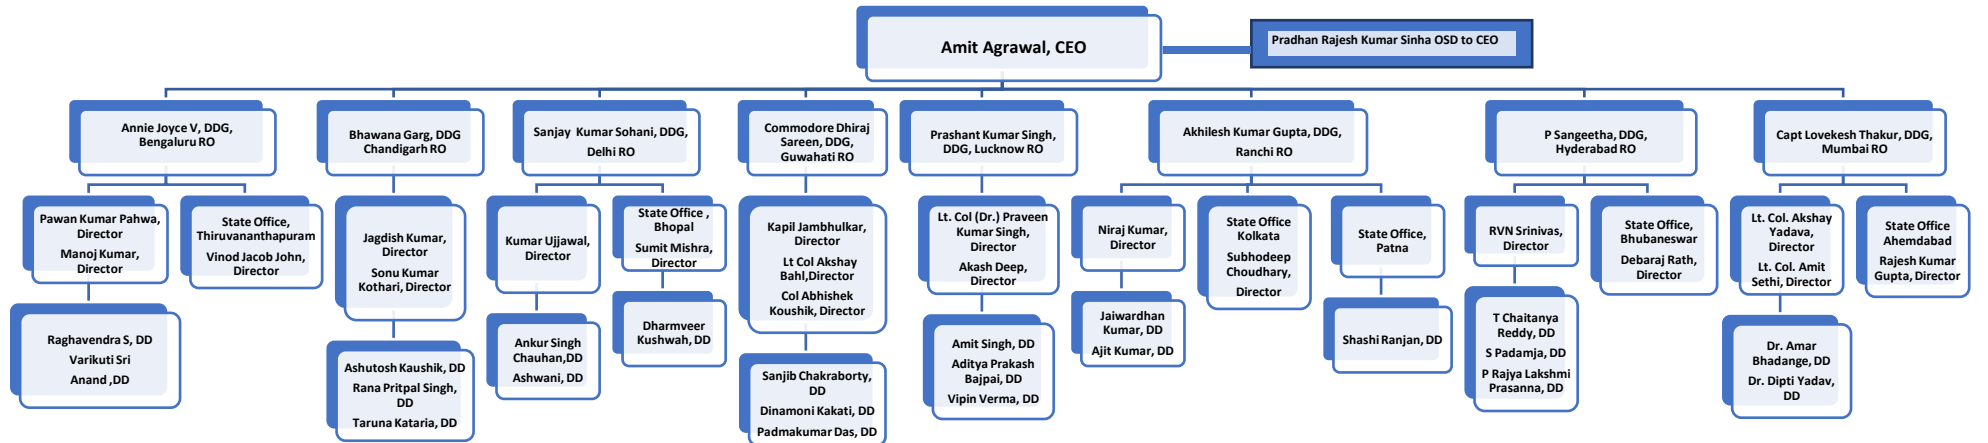 Amit Agrawal, CEO
Pradhan Rajesh Kumar Sinha OSD to CEO
Annie Joyce V, DDG,
Bengaluru RO
Bhawana Garg, DDG
Chandigarh RO
Sanjay Kumar Sohani, DDG,
Delhi RO
Commodore Dhiraj
Sareen, DDG,
Guwahati RO
Prashant Kumar Singh,
DDG, Lucknow RO
Akhilesh Kumar Gupta, DDG,
Ranchi RO
P Sangeetha, DDG,
Hyderabad RO
Capt Lovekesh Thakur, DDG,
Mumbai RO
Pawan Kumar Pahwa,
Director
Manoj Kumar,
Director
State Office,
Thiruvananthapuram
Vinod Jacob John,
Director
Jagdish Kumar,
Director
Sonu Kumar
Kothari, Director
Kumar Ujjawal,
Director
State Office ,
Bhopal
Sumit Mishra,
Director
Kapil Jambhulkar,
Director
Lt Col Akshay
Bahl,Director
Col Abhishek
Koushik, Director
Lt. Col (Dr.) Praveen
Kumar Singh,
Director
Akash Deep,
Director
Niraj Kumar,
Director
State Office
Kolkata
Subhodeep
Choudhary,
Director
State Office,
Patna
RVN Srinivas,
Director
State Office,
Bhubaneswar
Debaraj Rath,
Director
Lt. Col. Akshay
Yadava,
Director
Lt. Col. Amit
Sethi, Director
State Office
Ahemdabad
Rajesh Kumar
Gupta, Director
Raghavendra S, DD
Varikuti Sri
Anand ,DD
Ashutosh Kaushik, DD
Rana Pritpal Singh,
DD
Taruna Kataria, DD
Ankur Singh
Chauhan,DD
Ashwani, DD
Dharmveer
Kushwah, DD
Sanjib Chakraborty,
DD
Dinamoni Kakati, DD
Padmakumar Das, DD
Amit Singh, DD
Aditya Prakash
Bajpai, DD
Vipin Verma, DD
Jaiwardhan
Kumar, DD
Ajit Kumar, DD
Shashi Ranjan, DD
T Chaitanya
Reddy, DD
S Padamja, DD
P Rajya Lakshmi
Prasanna, DD
Dr. Amar
Bhadange, DD
Dr. Dipti Yadav,
DD